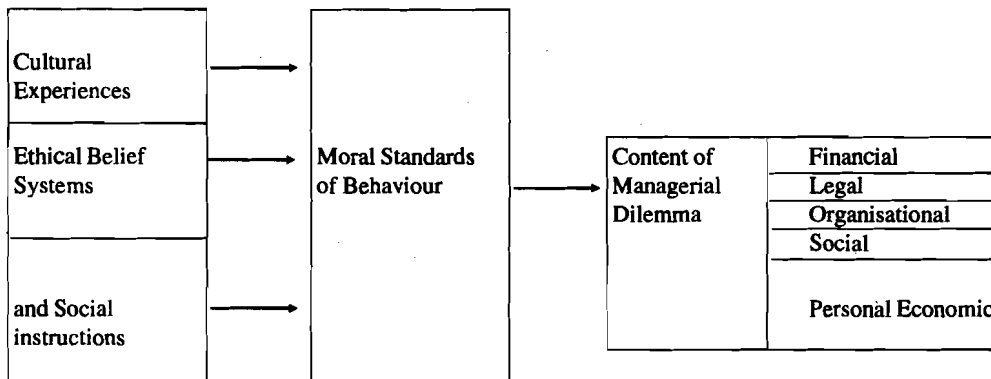 Cultural
Experiences
Ethical Belief
Systems
and Social
instructions
Moral Standards
of Behaviour
Content of
Managerial
Dilemma
Financial
Legal
Organisational
Social
Personal Economic